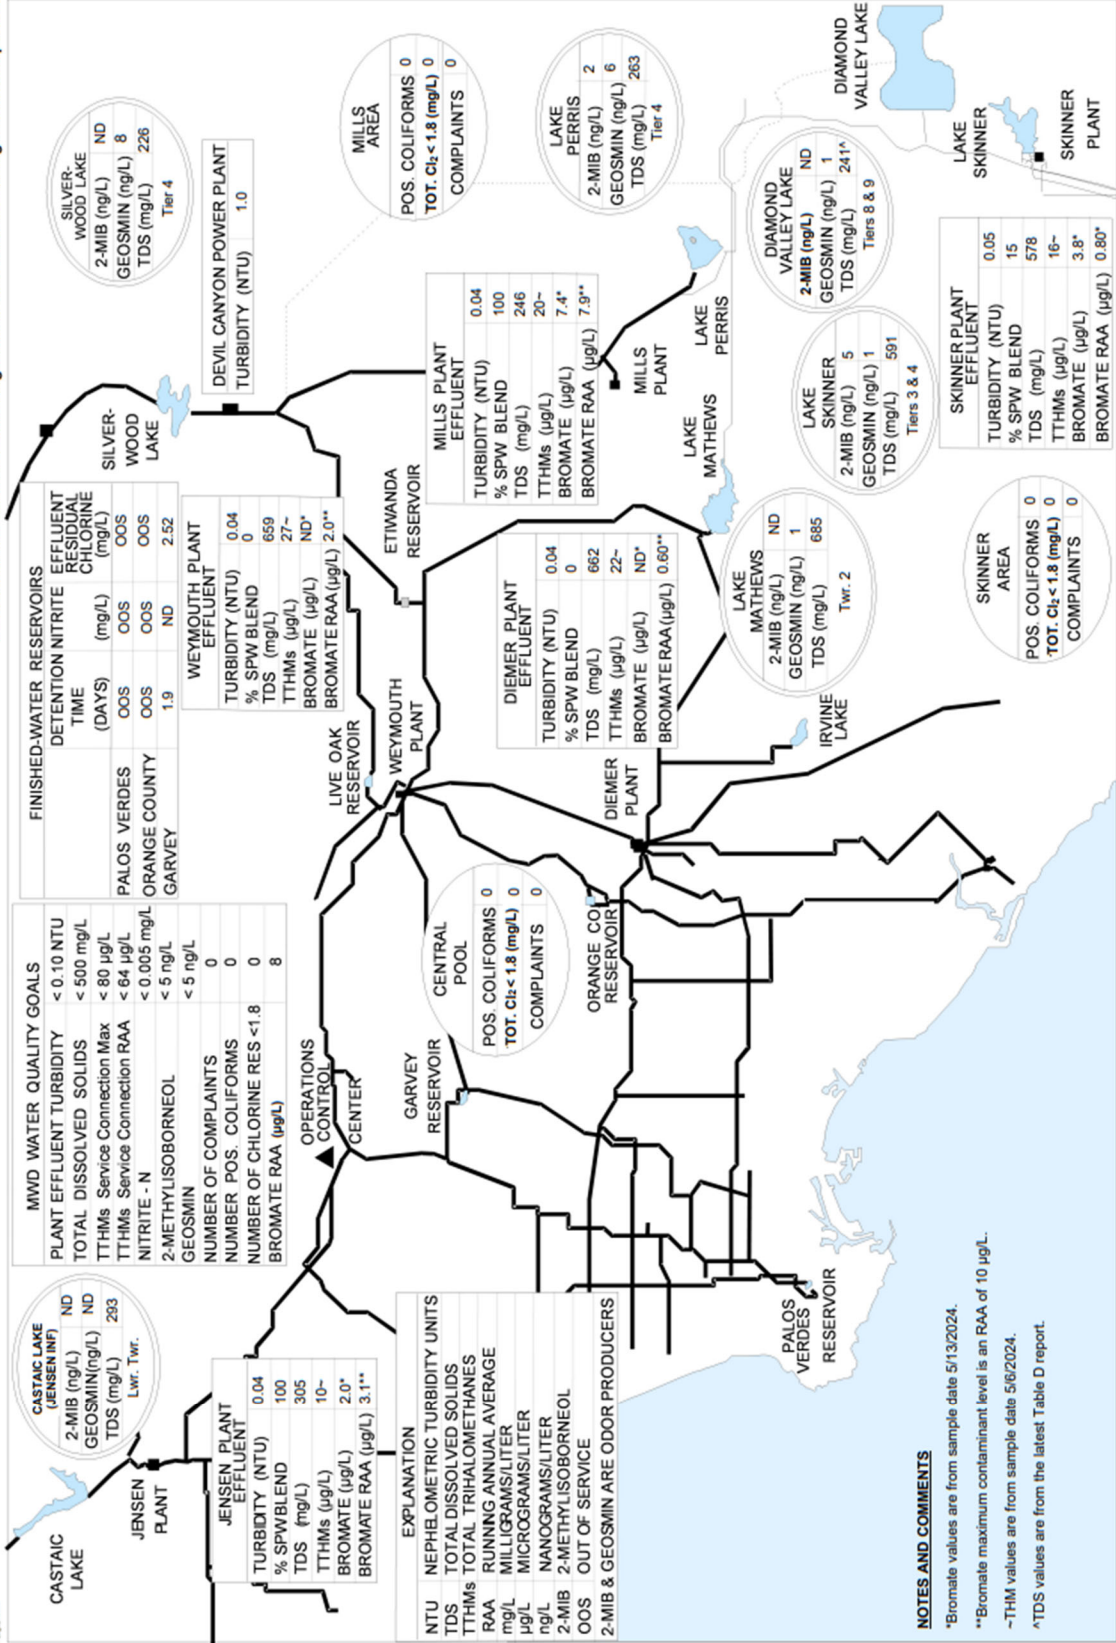 CASTAIC LAKE
(JENSEN INF)
2-MIB (ng/L) ND
GEOSMIN(ng/L) ND
TDS (mg/L) 293
Lwr. Twr.
MWD WATER QUALITY GOALS
PLANT EFFLUENT TURBIDITY < 0.10 NTU
TOTAL DISSOLVED SOLIDS < 500 mg/L
TTHMs Service Connection Max < 80 µg/L
TTHMs Service Connection RAA < 64 µg/L
NITRITE - N < 0.005 mg/L
2-METHYLISOBORNEOL < 5 ng/L
GEOSMIN < 5 ng/L
NUMBER OF COMPLAINTS 0
NUMBER POS. COLIFORMS 0
NUMBER OF CHLORINE RES <1.8 0
BROMATE RAA (µg/L) 8
FINISHED-WATER RESERVOIRS
DETENTION NITRITE EFFLUENT
TIME RESIDUAL
CHLORINE
(DAYS) (mg/L) (mg/L)
PALOS VERDES OOS OOS OOS
ORANGE COUNTY OOS OOS OOS
GARVEY 1.9 ND 2.52
SILVER-
WOOD LAKE
2-MIB (ng/L) ND
GEOSMIN (ng/L) 8
TDS (mg/L) 226
Tier 4
SILVER-
WOOD
LAKE
DEVIL CANYON POWER PLANT
TURBIDITY (NTU) 1.0
CASTAIC
LAKE
JENSEN
PLANT
JENSEN PLANT
EFFLUENT
TURBIDITY (NTU) 0.04
% SPW BLEND 100
TDS (mg/L) 305
TTHMs (µg/L) 10~
BROMATE (µg/L) 2.0*
BROMATE RAA (µg/L) 3.1**
OPERATIONS
CONTROL
CENTER
LIVE OAK
RESERVOIR
WEYMOUTH
PLANT
WEYMOUTH PLANT
EFFLUENT
TURBIDITY (NTU) 0.04
% SPW BLEND 0
TDS (mg/L) 659
TTHMs (µg/L) 27~
BROMATE (µg/L) ND*
BROMATE RAA (µg/L) 2.0**
ETIWANDA
RESERVOIR
MILLS
AREA
POS. COLIFORMS 0
TOT. Cl₂ < 1.8 (mg/L) 0
COMPLAINTS 0
GARVEY
RESERVOIR
CENTRAL
POOL
POS. COLIFORMS 0
TOT. Cl₂ < 1.8 (mg/L) 0
COMPLAINTS 0
MILLS PLANT
EFFLUENT
TURBIDITY (NTU) 0.04
% SPW BLEND 100
TDS (mg/L) 246
TTHMs (µg/L) 20~
BROMATE (µg/L) 7.4*
BROMATE RAA (µg/L) 7.9**
LAKE
PERRIS
2-MIB (ng/L) 2
GEOSMIN (ng/L) 6
TDS (mg/L) 263
Tier 4
EXPLANATION
NTU NEPHELOMETRIC TURBIDITY UNITS
TDS TOTAL DISSOLVED SOLIDS
TTHMs TOTAL TRIHALOMETHANES
RAA RUNNING ANNUAL AVERAGE
mg/L MILLIGRAMS/LITER
µg/L MICROGRAMS/LITER
ng/L NANOGRAMS/LITER
2-MIB 2-METHYLISOBORNEOL
OOS OUT OF SERVICE
2-MIB & GEOSMIN ARE ODOR PRODUCERS
ORANGE CO.
RESERVOIR
DIEMER
PLANT
DIEMER PLANT
EFFLUENT
TURBIDITY (NTU) 0.04
% SPW BLEND 0
TDS (mg/L) 662
TTHMs (µg/L) 22~
BROMATE (µg/L) ND*
BROMATE RAA (µg/L) 0.60**
MILLS
PLANT
LAKE
PERRIS
LAKE
MATHEWS
PALOS
VERDES
RESERVOIR
IRVINE
LAKE
LAKE
MATHEWS
2-MIB (ng/L) ND
GEOSMIN (ng/L) 1
TDS (mg/L) 685
Twr. 2
LAKE
SKINNER
2-MIB (ng/L) 5
GEOSMIN (ng/L) 1
TDS (mg/L) 591
Tiers 3 & 4
DIAMOND
VALLEY LAKE
2-MIB (ng/L) ND
GEOSMIN (ng/L) 1
TDS (mg/L) 241^
Tiers 8 & 9
DIAMOND
VALLEY LAKE
SKINNER
AREA
POS. COLIFORMS 0
TOT. Cl₂ < 1.8 (mg/L) 0
COMPLAINTS 0
SKINNER PLANT
EFFLUENT
TURBIDITY (NTU) 0.05
% SPW BLEND 15
TDS (mg/L) 578
TTHMs (µg/L) 16~
BROMATE (µg/L) 3.8*
BROMATE RAA (µg/L) 0.80*
LAKE
SKINNER
SKINNER
PLANT
NOTES AND COMMENTS
*Bromate values are from sample date 5/13/2024.
**Bromate maximum contaminant level is an RAA of 10 µg/L.
~THM values are from sample date 5/6/2024.
^TDS values are from the latest Table D report.